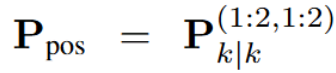 P_pos = P_{k|k}^{(1:2,1:2)}